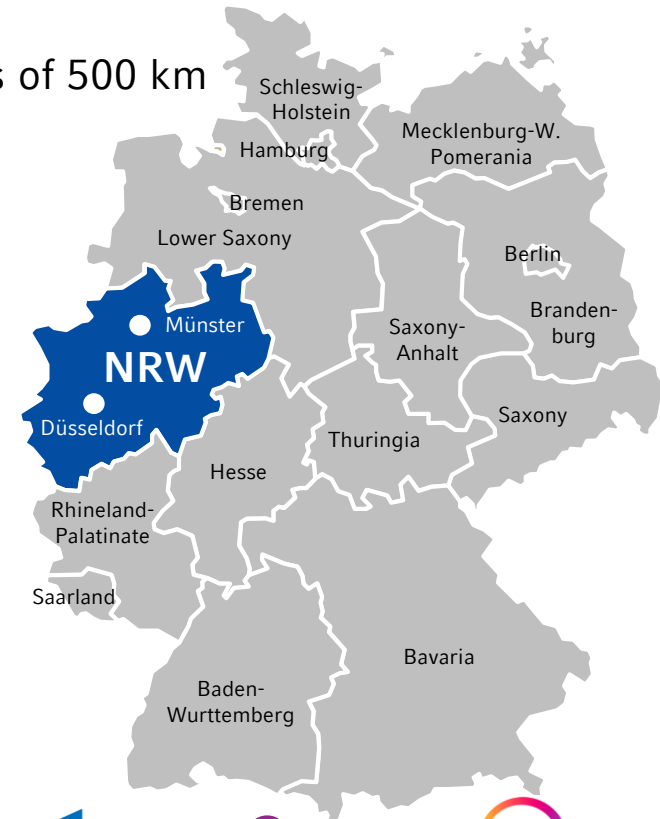 s of 500 km
Schleswig-
Holstein
Mecklenburg-W.
Pomerania
Hamburg
Bremen
Lower Saxony
Berlin
Branden-
burg
Münster
Saxony-
Anhalt
NRW
Düsseldorf
Saxony
Thuringia
Hesse
Rhineland-
Palatinate
Saarland
Bavaria
Baden-
Wurttemberg